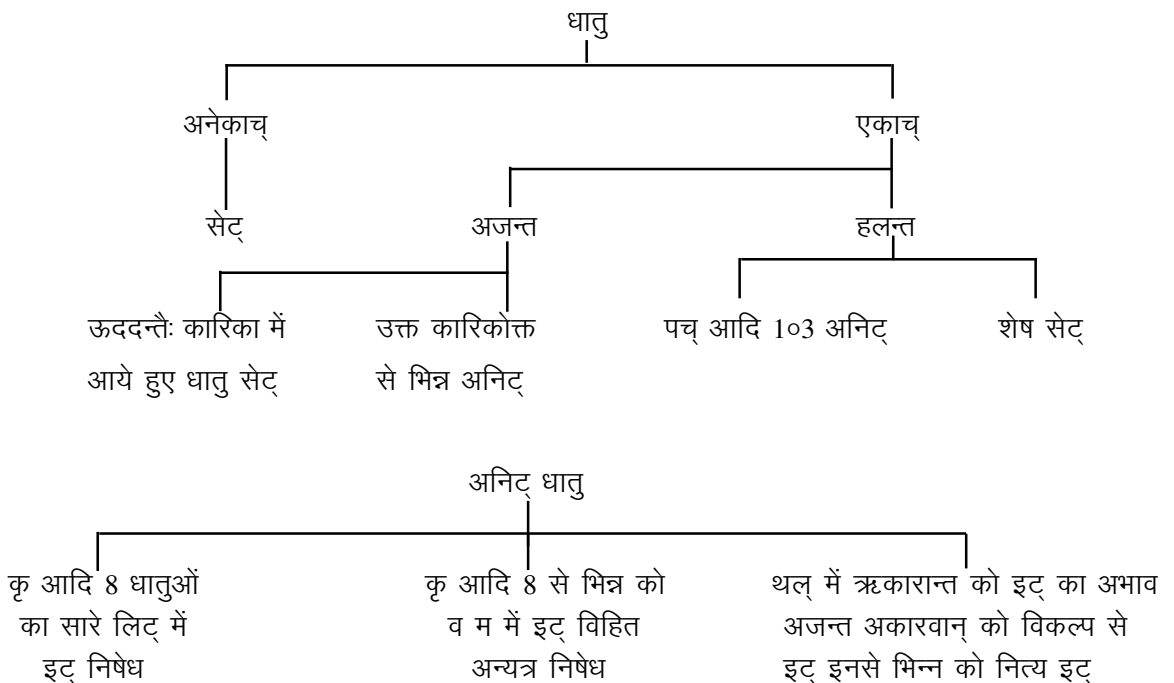 धातु
अनेकाच्
एकाच्
सेट्
अजन्त
हलन्त
ऊददन्तैः कारिका में
आये हुए धातु सेट्
उक्त कारिकोक्त
से भिन्न अनिट्
पच् आदि 1०3 अनिट्
शेष सेट्
अनिट् धातु
कृ आदि 8 धातुओं
का सारे लिट् में
इट् निषेध
कृ आदि 8 से भिन्न को
व म में इट् विहित
अन्यत्र निषेध
थल् में ऋकारान्त को इट् का अभाव
अजन्त अकारवान् को विकल्प से
इट् इनसे भिन्न को नित्य इट्